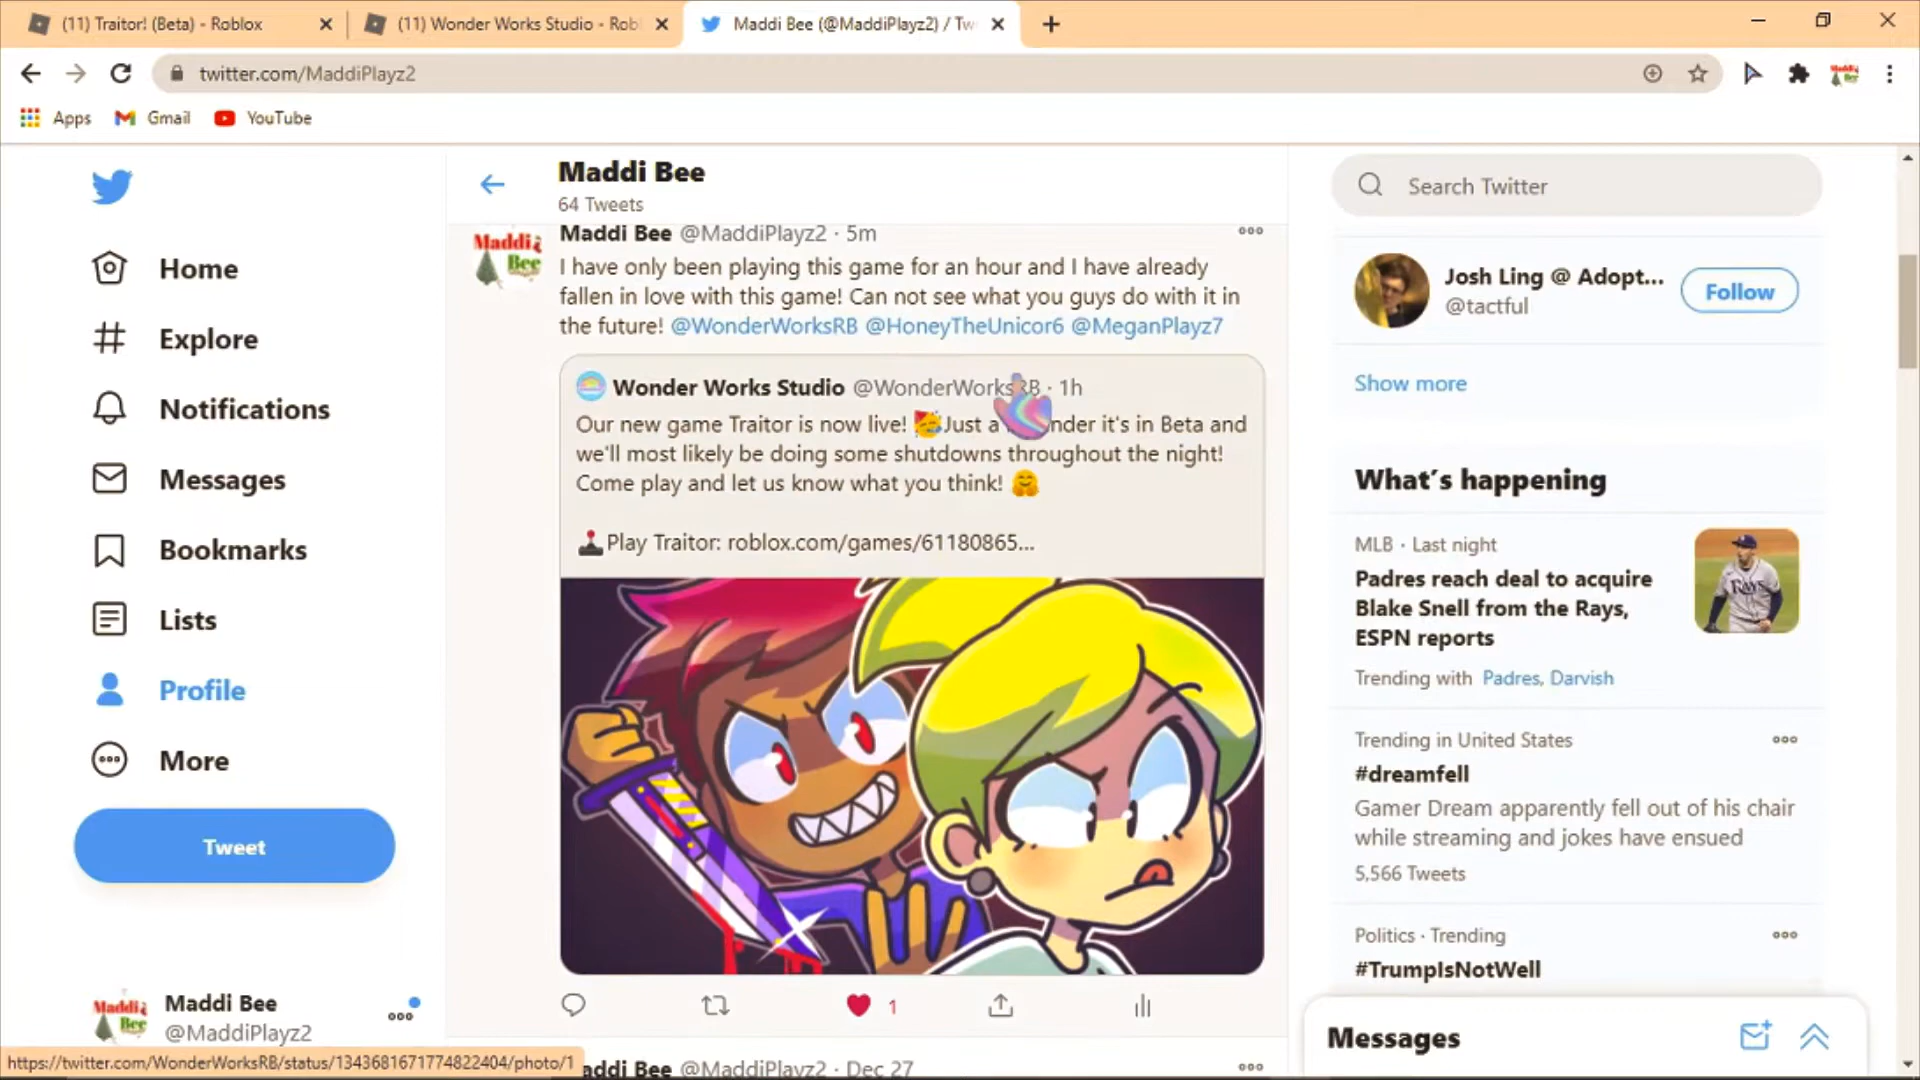 (11) Traitor! (Beta) - Roblox
(11) Wonder Works Studio - Rob
Maddi Bee (@MaddiPlayz2) / Tw
twitter.com/MaddiPlayz2
Apps
Gmail
YouTube
Home
Explore
Notifications
Messages
Bookmarks
Lists
Profile
More
Tweet
Maddi Bee
@MaddiPlayz2
https://twitter.com/WonderWorksRB/status/1343681671774822404/photo/1
Maddi Bee
64 Tweets
Maddi Bee
Maddi Bee @MaddiPlayz2 · 5m
I have only been playing this game for an hour and I have already
fallen in love with this game! Can not see what you guys do with it in
the future! @WonderWorksRB @HoneyTheUnicor6 @MeganPlayz7
Wonder Works Studio @WonderWorksRB · 1h
Our new game Traitor is now live! 🥳Just a nder it's in Beta and
we'll most likely be doing some shutdowns throughout the night!
Come play and let us know what you think! 🤗
🕹️Play Traitor: roblox.com/games/61180865...
1
addi Bee @MaddiPlayz2 · Dec 27
Search Twitter
Josh Ling @ Adopt...
@tactful
Follow
Show more
What's happening
MLB · Last night
Padres reach deal to acquire
Blake Snell from the Rays,
ESPN reports
Trending with Padres, Darvish
RAYS
Trending in United States
#dreamfell
Gamer Dream apparently fell out of his chair
while streaming and jokes have ensued
5,566 Tweets
Politics · Trending
#TrumpIsNotWell
Messages